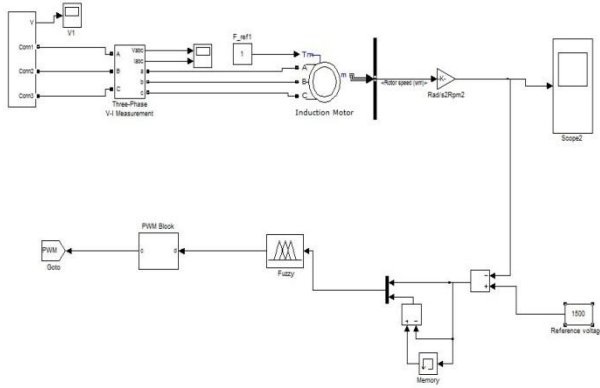 V
V1
Conn1
Conn2
Conn3
A
B
C
Vabc
Iabc
a
b
c
Three-Phase
V-I Measurement
F_ref1
1
Tm
A
B
C
m
Induction Motor
<Rotor speed (wm)>
-K-
Rad/s2Rpm2
Scope2
PWM
Goto
PWM Block
Fuzzy
Memory
1500
Reference voltag